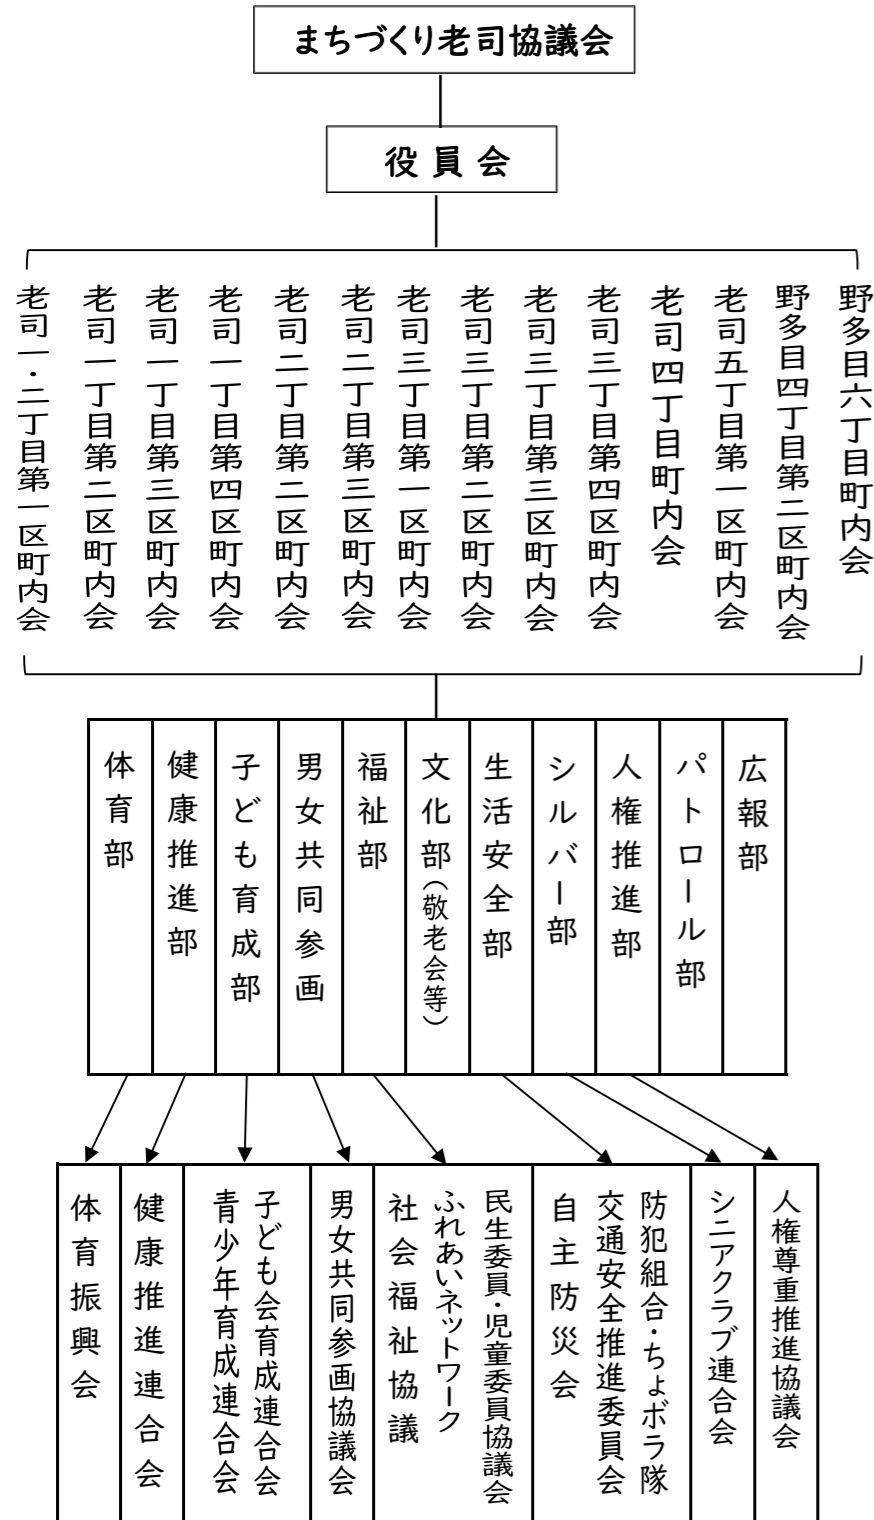 まちづくり老司協議会
役員会
野多目六丁目町内会
野多目四丁目第二区町内会
老司五丁目第一区町内会
老司四丁目町内会
老司三丁目第四区町内会
老司三丁目第三区町内会
老司三丁目第二区町内会
老司三丁目第一区町内会
老司二丁目第三区町内会
老司二丁目第二区町内会
老司一丁目第四区町内会
老司一丁目第三区町内会
老司一丁目第二区町内会
老司一・二丁目第一区町内会
広報部
パトロール部
人権推進部
シルバー部
生活安全部
文化部(敬老会等)
福祉部
男女共同参画
子ども育成部
健康推進部
体育部
人権尊重推進協議会
シニアクラブ連合会
防犯組合・ちょボラ隊
交通安全推進委員会
自主防災会
民生委員・児童委員協議会
ふれあいネットワーク
社会福祉協議
男女共同参画協議会
子ども会育成連合会
青少年育成連合会
健康推進連合会
体育振興会